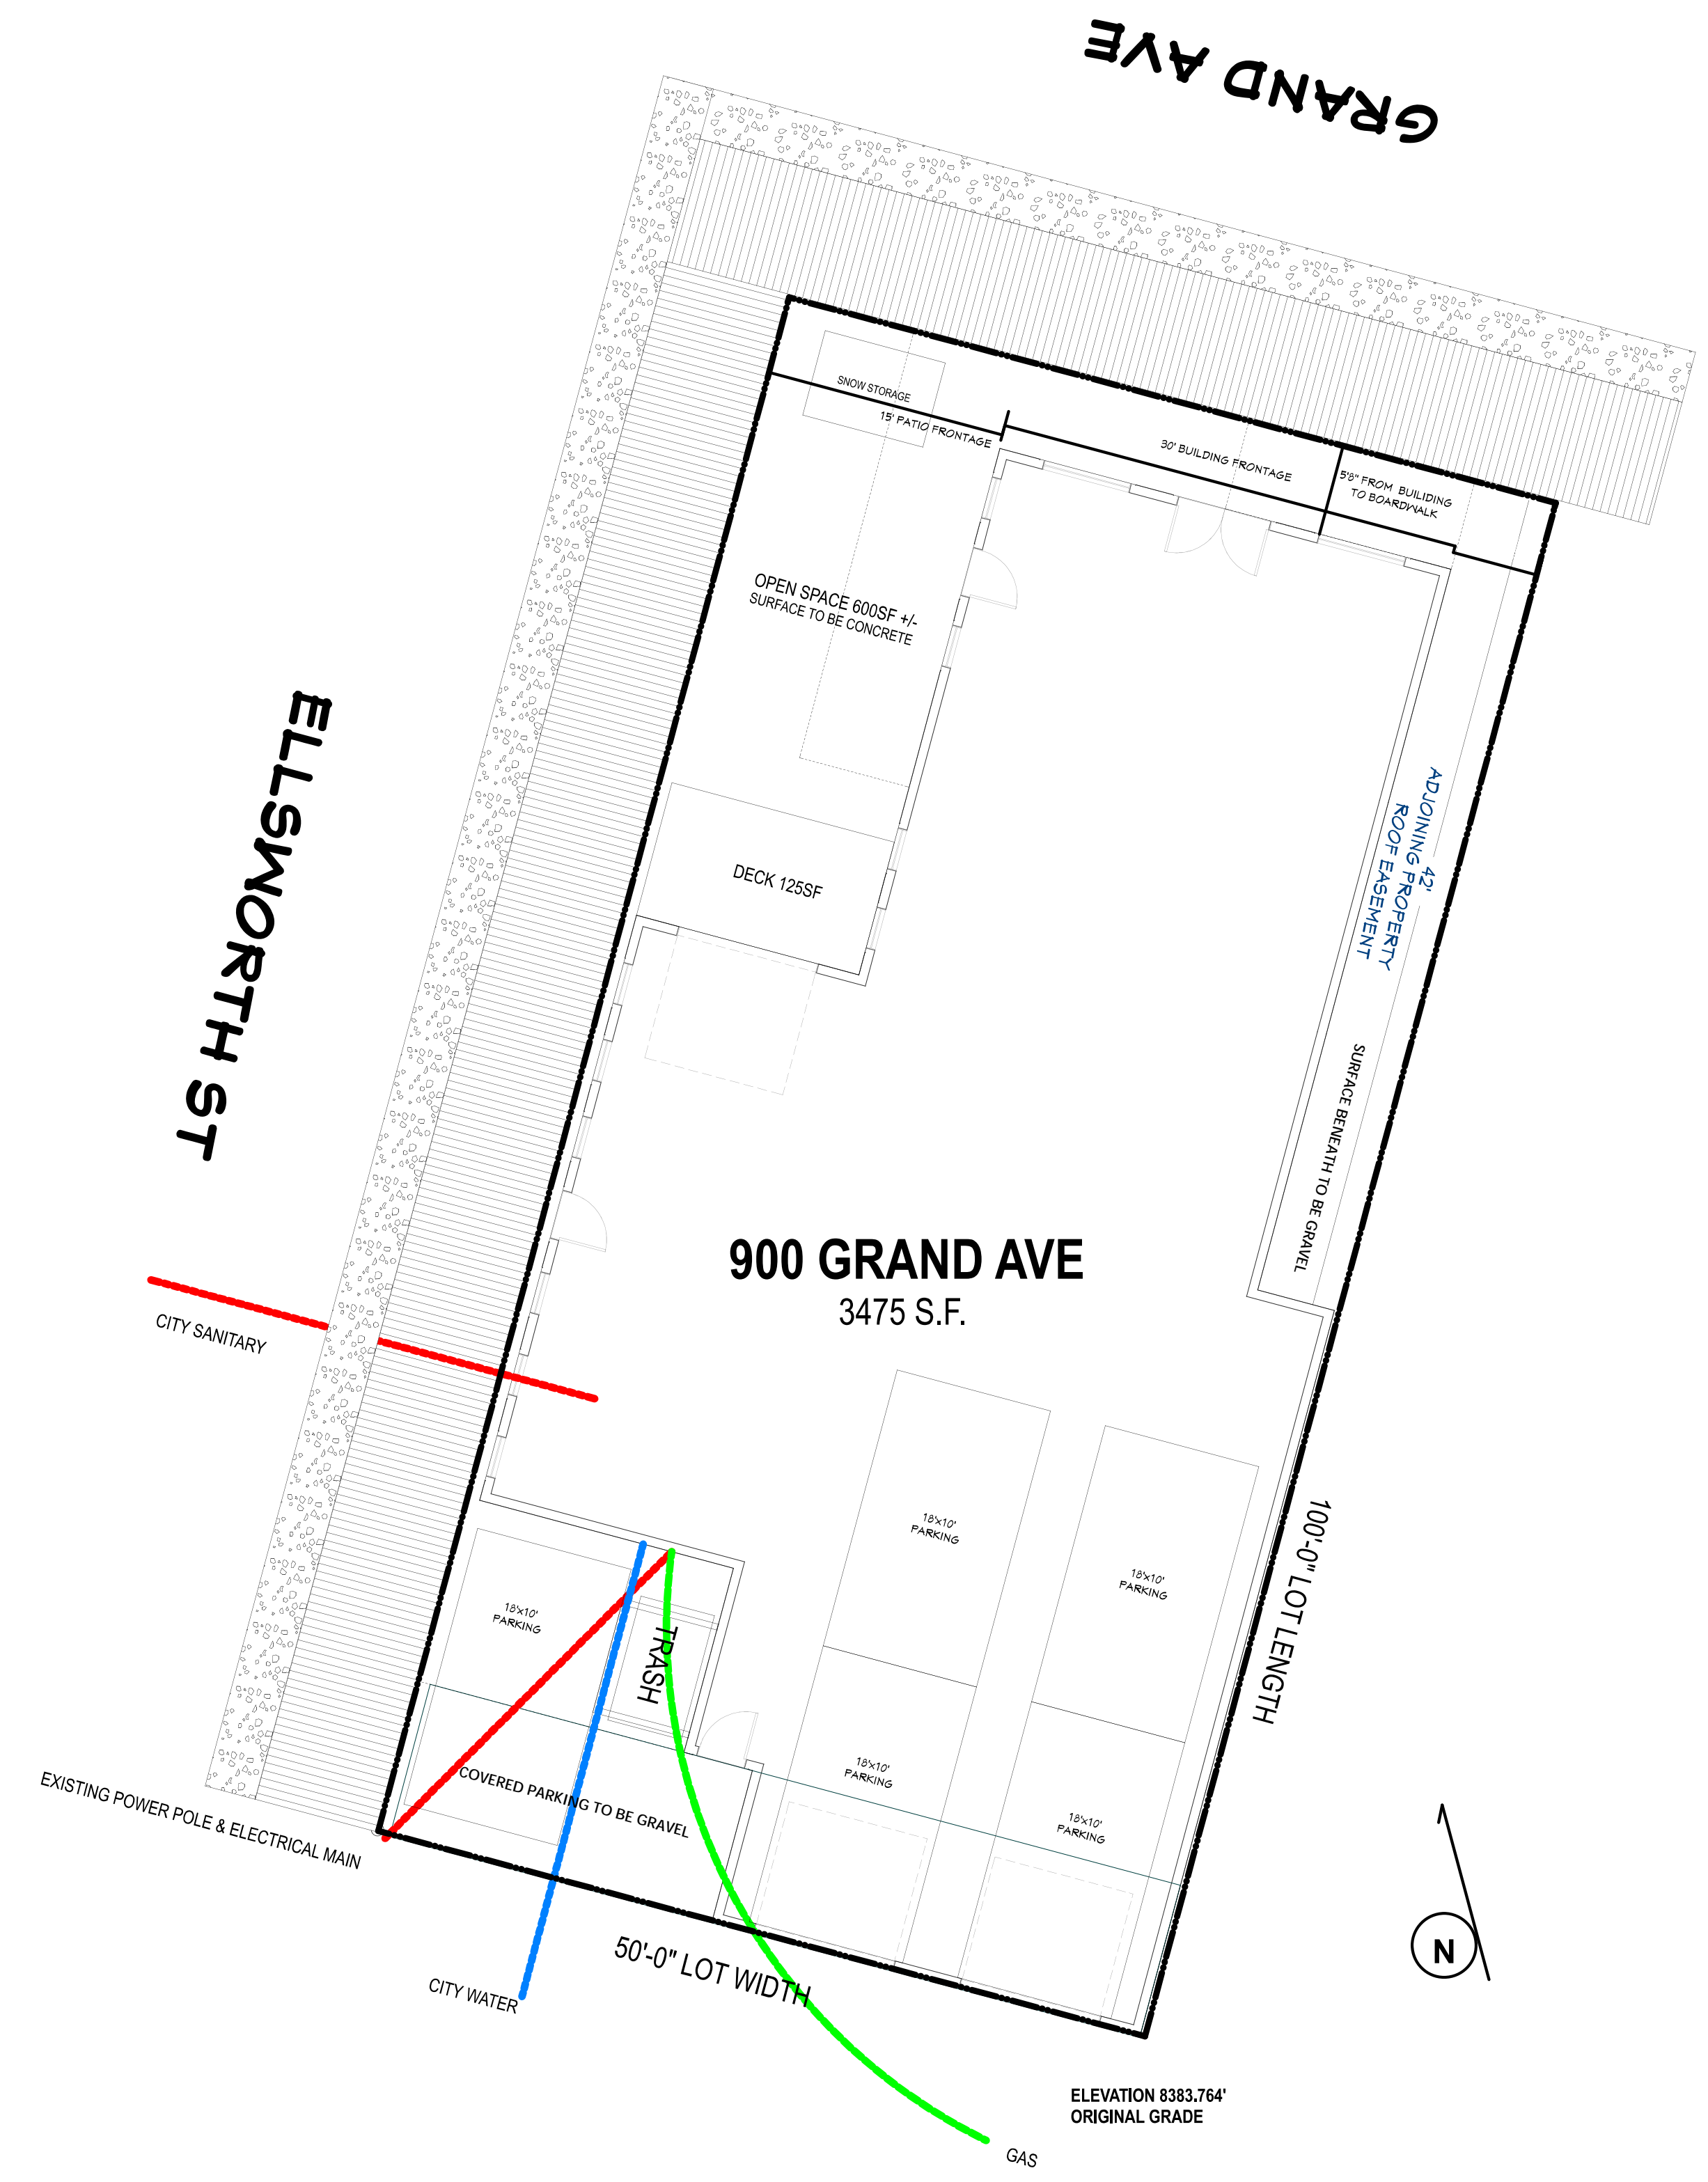 GRAND AVE
SNOW STORAGE
15' PATIO FRONTAGE
30' BUILDING FRONTAGE
5'8" FROM BUILDING
TO BOARDWALK
OPEN SPACE 600SF +/-
SURFACE TO BE CONCRETE
ELLSWORTH ST
DECK 125SF
ADJOINING 42'
PROPERTY
ROOF EASEMENT
SURFACE BENEATH TO BE GRAVEL
900 GRAND AVE
3475 S.F.
CITY SANITARY
18'x10'
PARKING
18'x10'
PARKING
18'x10'
PARKING
TRASH
100'-0" LOT LENGTH
18'x10'
PARKING
18'x10'
PARKING
COVERED PARKING TO BE GRAVEL
EXISTING POWER POLE & ELECTRICAL MAIN
50'-0" LOT WIDTH
CITY WATER
N
ELEVATION 8383.764'
ORIGINAL GRADE
GAS